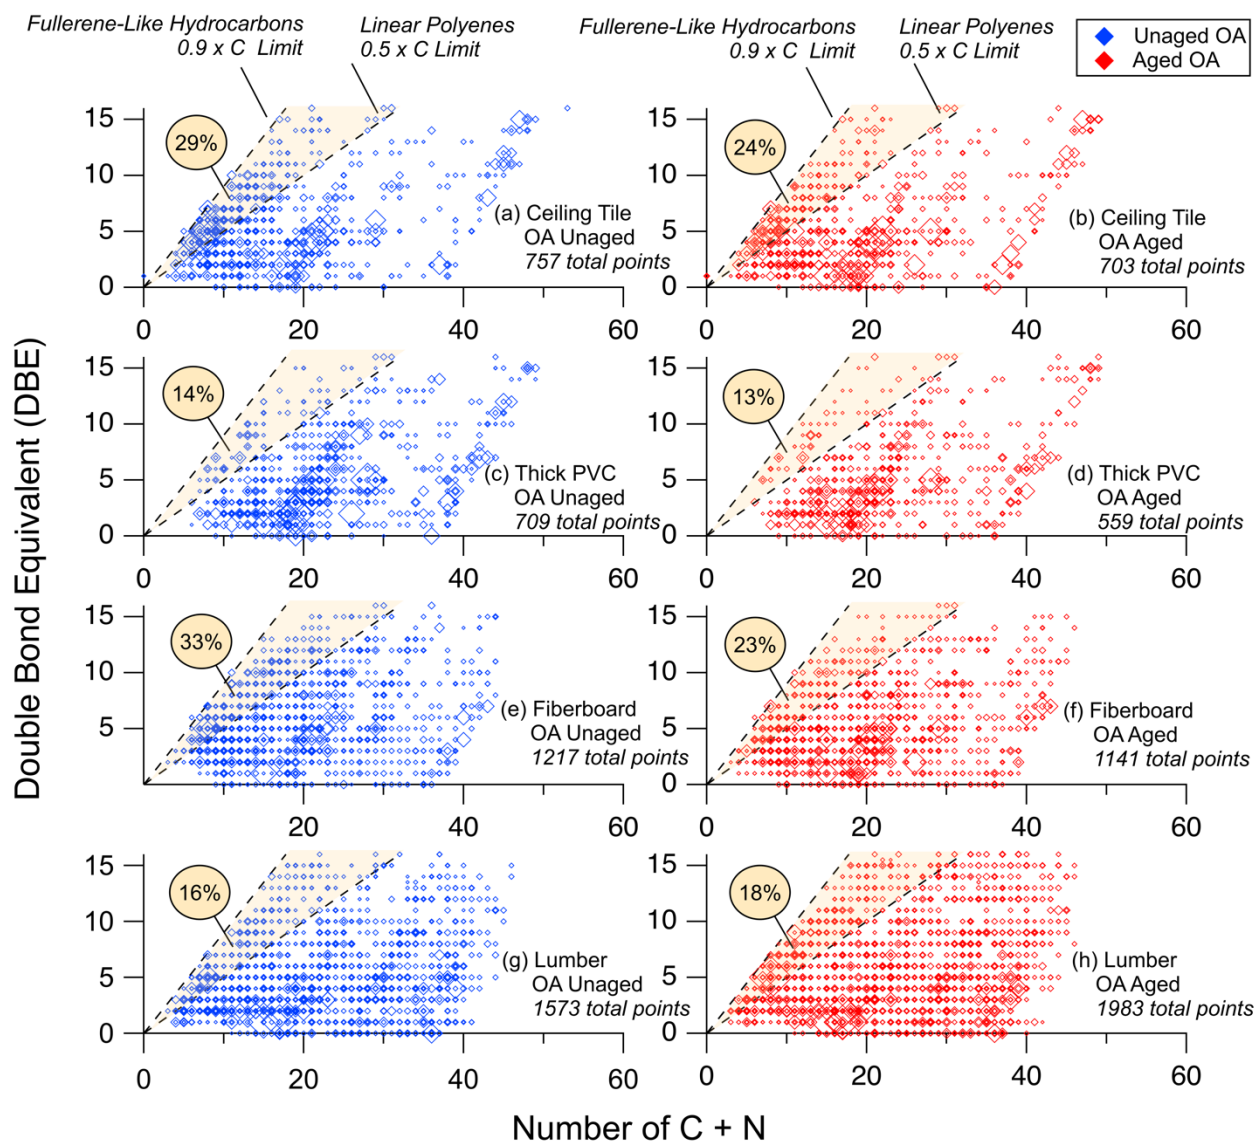 Fullerene-Like Hydrocarbons
0.9 x C Limit
Linear Polyenes
0.5 x C Limit
Fullerene-Like Hydrocarbons
0.9 x C Limit
Linear Polyenes
0.5 x C Limit
Unaged OA
Aged OA
Double Bond Equivalent (DBE)
15
10
5
0
29%
(a) Ceiling Tile
OA Unaged
757 total points
0 20 40 60
15
10
5
0
24%
(b) Ceiling Tile
OA Aged
703 total points
0 20 40 60
15
10
5
0
14%
(c) Thick PVC
OA Unaged
709 total points
0 20 40 60
15
10
5
0
13%
(d) Thick PVC
OA Aged
559 total points
0 20 40 60
15
10
5
33%
(e) Fiberboard
OA Unaged
1217 total points
0 20 40 60
15
10
5
0
23%
(f) Fiberboard
OA Aged
1141 total points
0 20 40 60
15
10
5
0
16%
(g) Lumber
OA Unaged
1573 total points
0 20 40 60
15
10
5
0
18%
(h) Lumber
OA Aged
1983 total points
0 20 40 60
Number of C + N